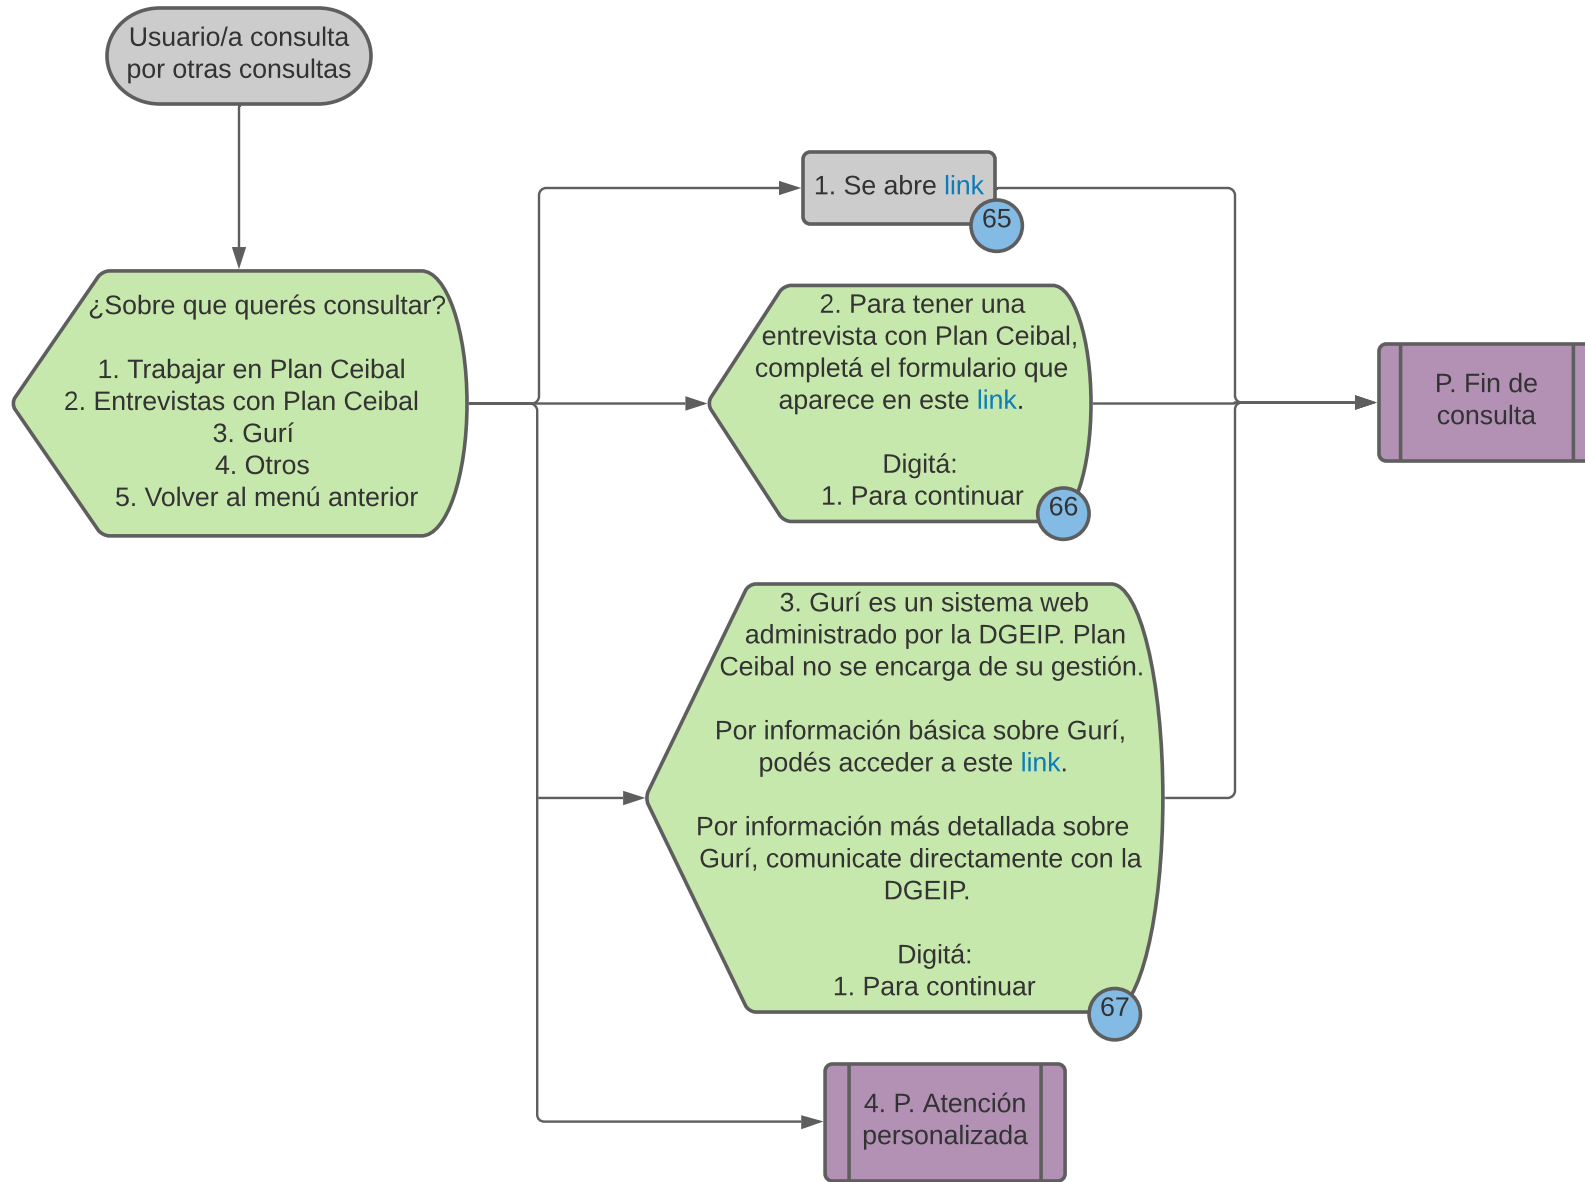 Usuario/a consulta
por otras consultas
¿Sobre que querés consultar?
1. Trabajar en Plan Ceibal
2. Entrevistas con Plan Ceibal
3. Gurí
4. Otros
5. Volver al menú anterior
1. Se abre link
65
2. Para tener una
entrevista con Plan Ceibal,
completá el formulario que
aparece en este link.
Digitá:
1. Para continuar
66
3. Gurí es un sistema web
administrado por la DGEIP. Plan
Ceibal no se encarga de su gestión.
Por información básica sobre Gurí,
podés acceder a este link.
Por información más detallada sobre
Gurí, comunicate directamente con la
DGEIP.
Digitá:
1. Para continuar
67
4. P. Atención
personalizada
P. Fin de
consulta